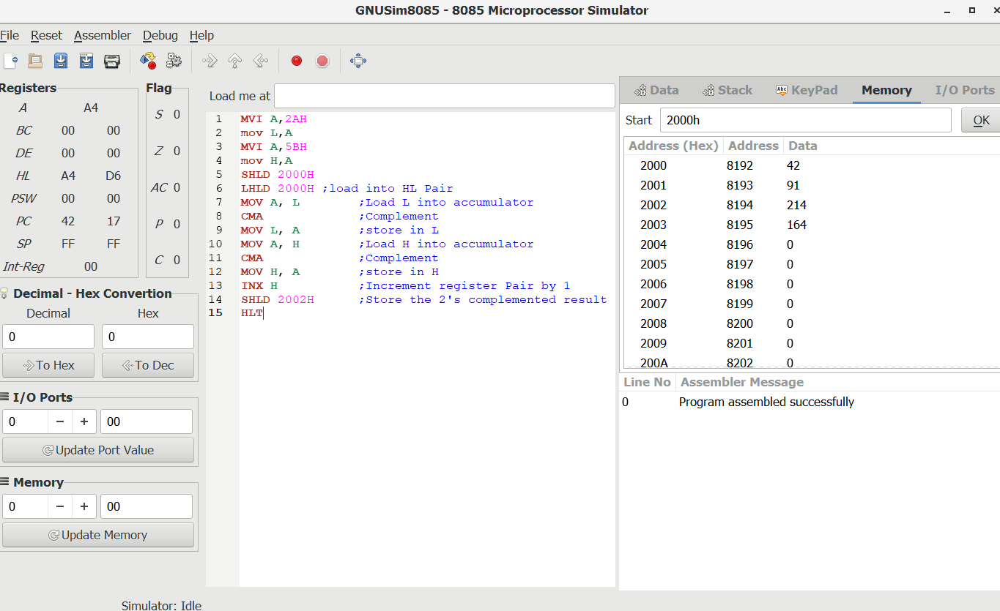 GNUSim8085 - 8085 Microprocessor Simulator
File Reset Assembler Debug Help
Registers
A A4
BC 00 00
DE 00 00
HL A4 D6
PSW 00 00
PC 42 17
SP FF FF
Int-Reg 00
Flag
S 0
Z 0
AC 0
P 0
C 0
Decimal - Hex Convertion
Decimal Hex
0 0
To Hex To Dec
I/O Ports
0 − + 00
Update Port Value
Memory
0 − + 00
Update Memory
Load me at
1 MVI A,2AH
2 mov L,A
3 MVI A,5BH
4 mov H,A
5 SHLD 2000H
6 LHLD 2000H ;load into HL Pair
7 MOV A, L ;Load L into accumulator
8 CMA ;Complement
9 MOV L, A ;store in L
10 MOV A, H ;Load H into accumulator
11 CMA ;Complement
12 MOV H, A ;store in H
13 INX H ;Increment register Pair by 1
14 SHLD 2002H ;Store the 2's complemented result
15 HLT
Data Stack Abc KeyPad Memory I/O Ports
Start 2000h OK
Address (Hex) Address Data
2000 8192 42
2001 8193 91
2002 8194 214
2003 8195 164
2004 8196 0
2005 8197 0
2006 8198 0
2007 8199 0
2008 8200 0
2009 8201 0
200A 8202 0
Line No Assembler Message
0 Program assembled successfully
Simulator: Idle